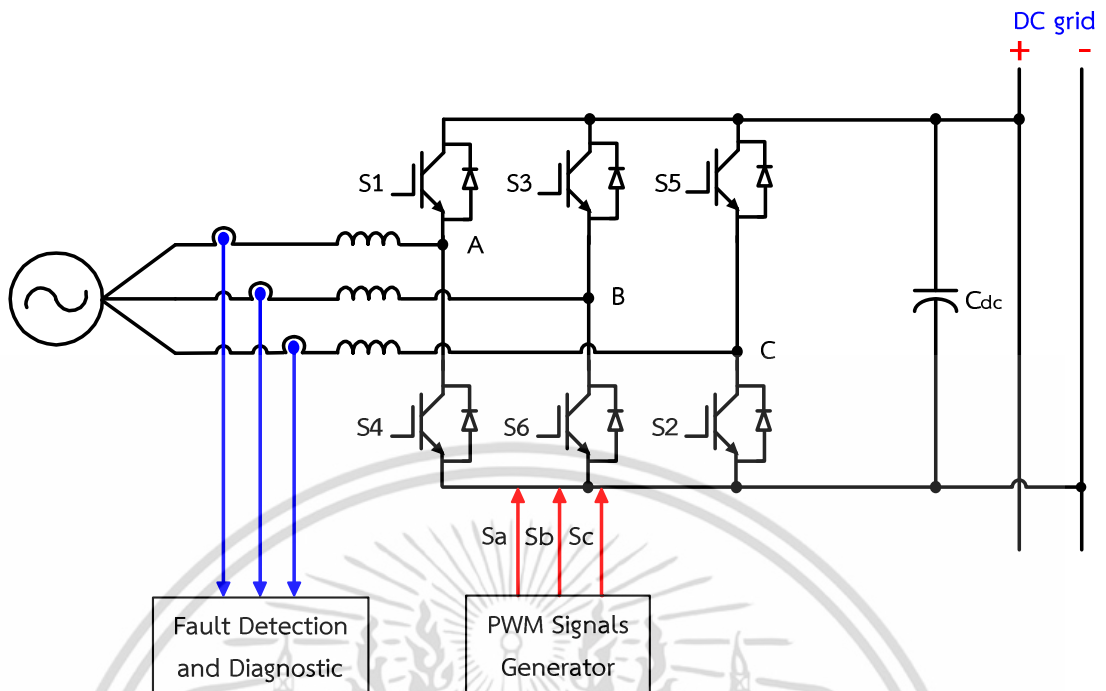 DC grid
+ -
S1
S3
S5
A
B
C
Cdc
S4
S6
S2
Sa Sb Sc
Fault Detection
and Diagnostic
PWM Signals
Generator